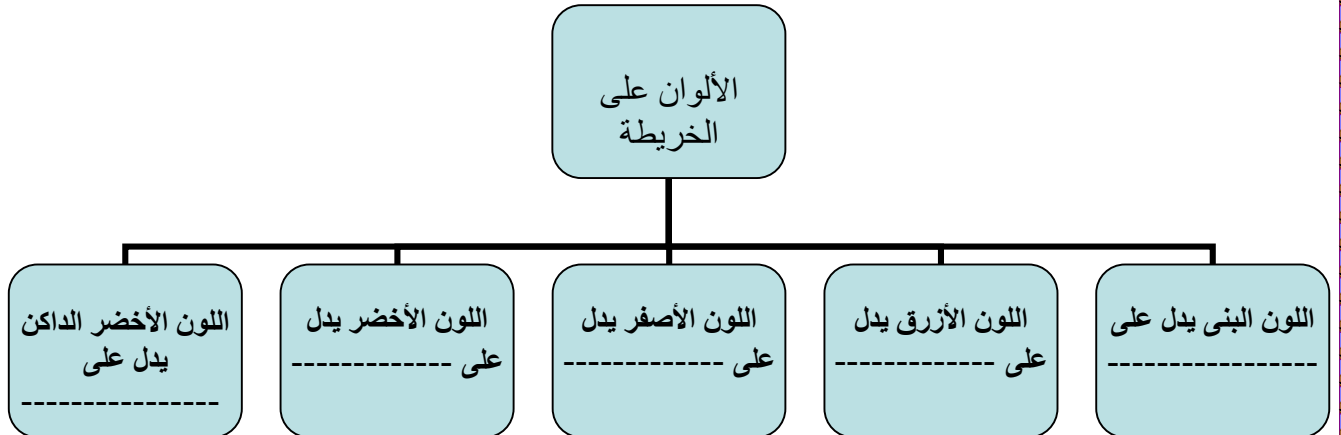 الألوان على
الخريطة
اللون البنى يدل على
-----------------
اللون الأزرق يدل
على -------------
اللون الأصفر يدل
على -------------
اللون الأخضر يدل
على -------------
اللون الأخضر الداكن
يدل على
----------------